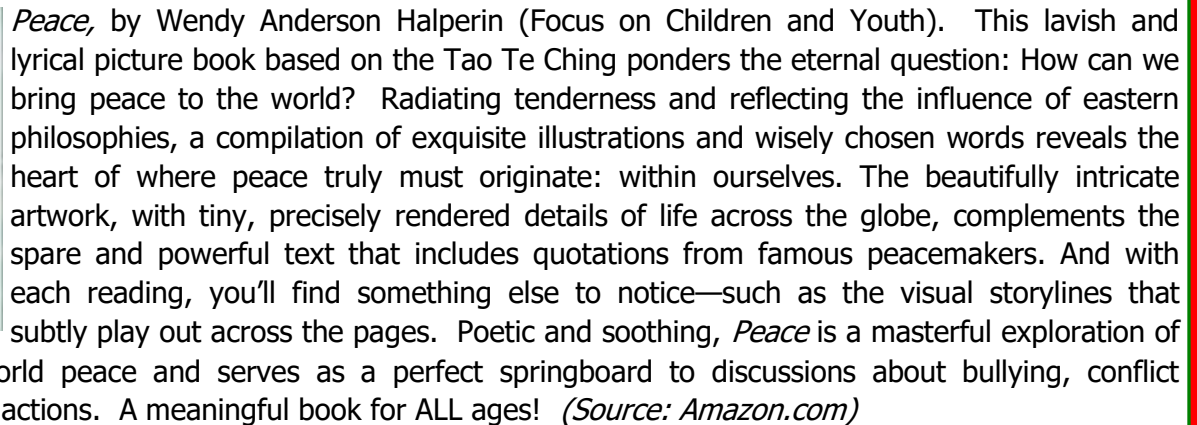 Peace, by Wendy Anderson Halperin (Focus on Children and Youth). This lavish and
lyrical picture book based on the Tao Te Ching ponders the eternal question: How can we
bring peace to the world? Radiating tenderness and reflecting the influence of eastern
philosophies, a compilation of exquisite illustrations and wisely chosen words reveals the
heart of where peace truly must originate: within ourselves. The beautifully intricate
artwork, with tiny, precisely rendered details of life across the globe, complements the
spare and powerful text that includes quotations from famous peacemakers. And with
each reading, you’ll find something else to notice—such as the visual storylines that
subtly play out across the pages. Poetic and soothing, Peace is a masterful exploration of
orld peace and serves as a perfect springboard to discussions about bullying, conflict
actions. A meaningful book for ALL ages! (Source: Amazon.com)